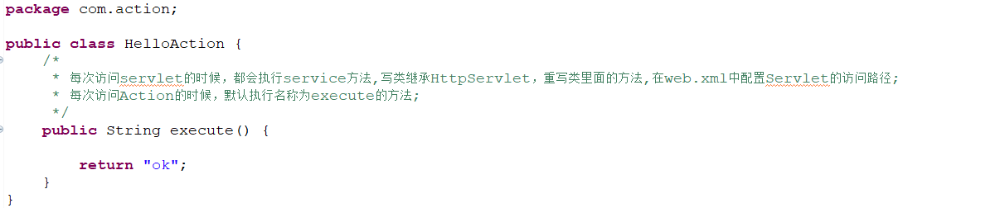 package com.action;
public class HelloAction {
/*
* 每次访问servlet的时候，都会执行service方法,写类继承HttpServlet，重写类里面的方法,在web.xml中配置Servlet的访问路径;
* 每次访问Action的时候，默认执行名称为execute的方法;
*/
public String execute() {
return "ok";
}
}